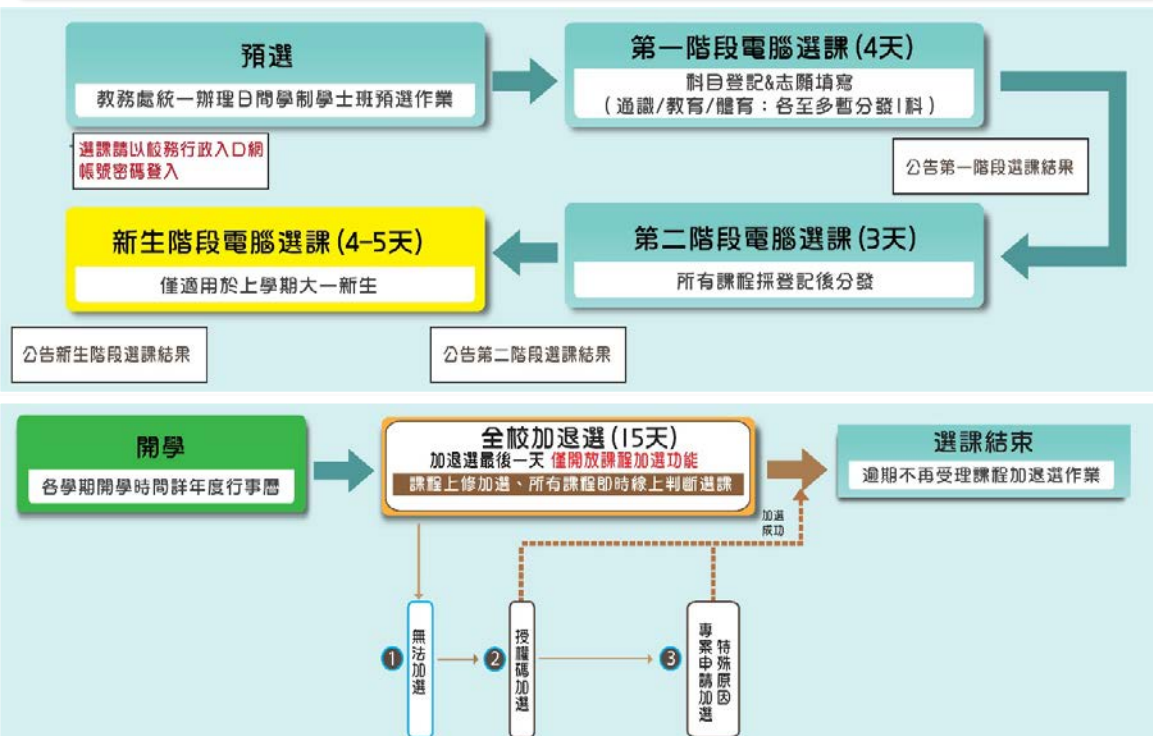 預選
教務處統一辦理日間學制學士班預選作業
選課請以校務行政入口網
帳號密碼登入
第一階段電腦選課(4天)
科目登記&志願填寫
(通識/教育/體育:各至多暫分發1科)
公告第一階段選課結果
第二階段電腦選課(3天)
所有課程採登記後分發
公告第二階段選課結果
新生階段電腦選課(4-5天)
僅適用於上學期大一新生
公告新生階段選課結果
開學
各學期開學時間詳年度行事曆
全校加退選(15天)
加退選最後一天 僅開放課程加選功能
課程上修加選、所有課程即時線上判斷選課
選課結束
逾期不再受理課程加退選作業
加選
成功
1
無法加選
2
授權碼加選
3
特殊原因
專案申請加選